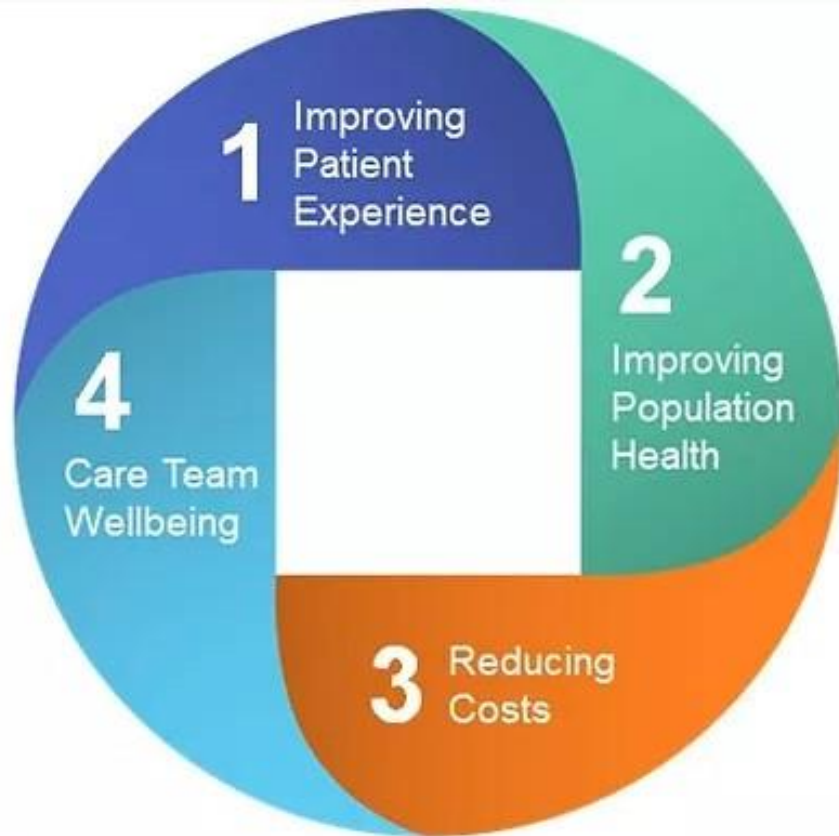 1
Improving
Patient
Experience
2
Improving
Population
Health
3
Reducing
Costs
4
Care Team
Wellbeing